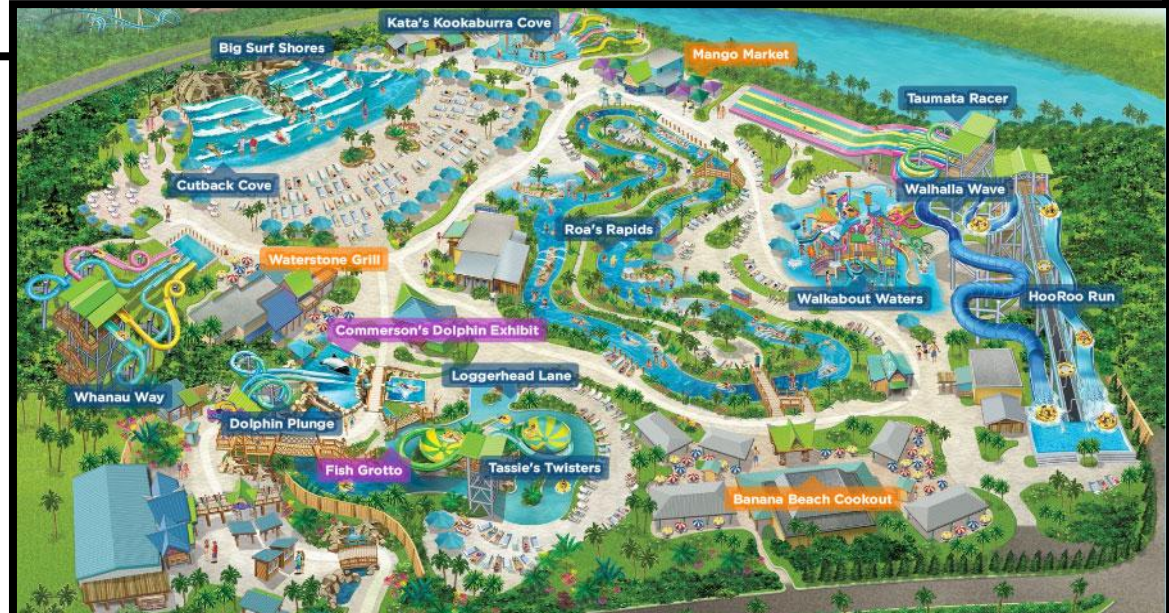 Kata's Kookaburra Cove
Big Surf Shores
Mango Market
Taumata Racer
Cutback Cove
Walhalla Wave
Roa's Rapids
Waterstone Grill
Walkabout Waters
HooRoo Run
Commerson's Dolphin Exhibit
Loggerhead Lane
Whanau Way
Dolphin Plunge
Fish Grotto
Tassie's Twisters
Banana Beach Cookout